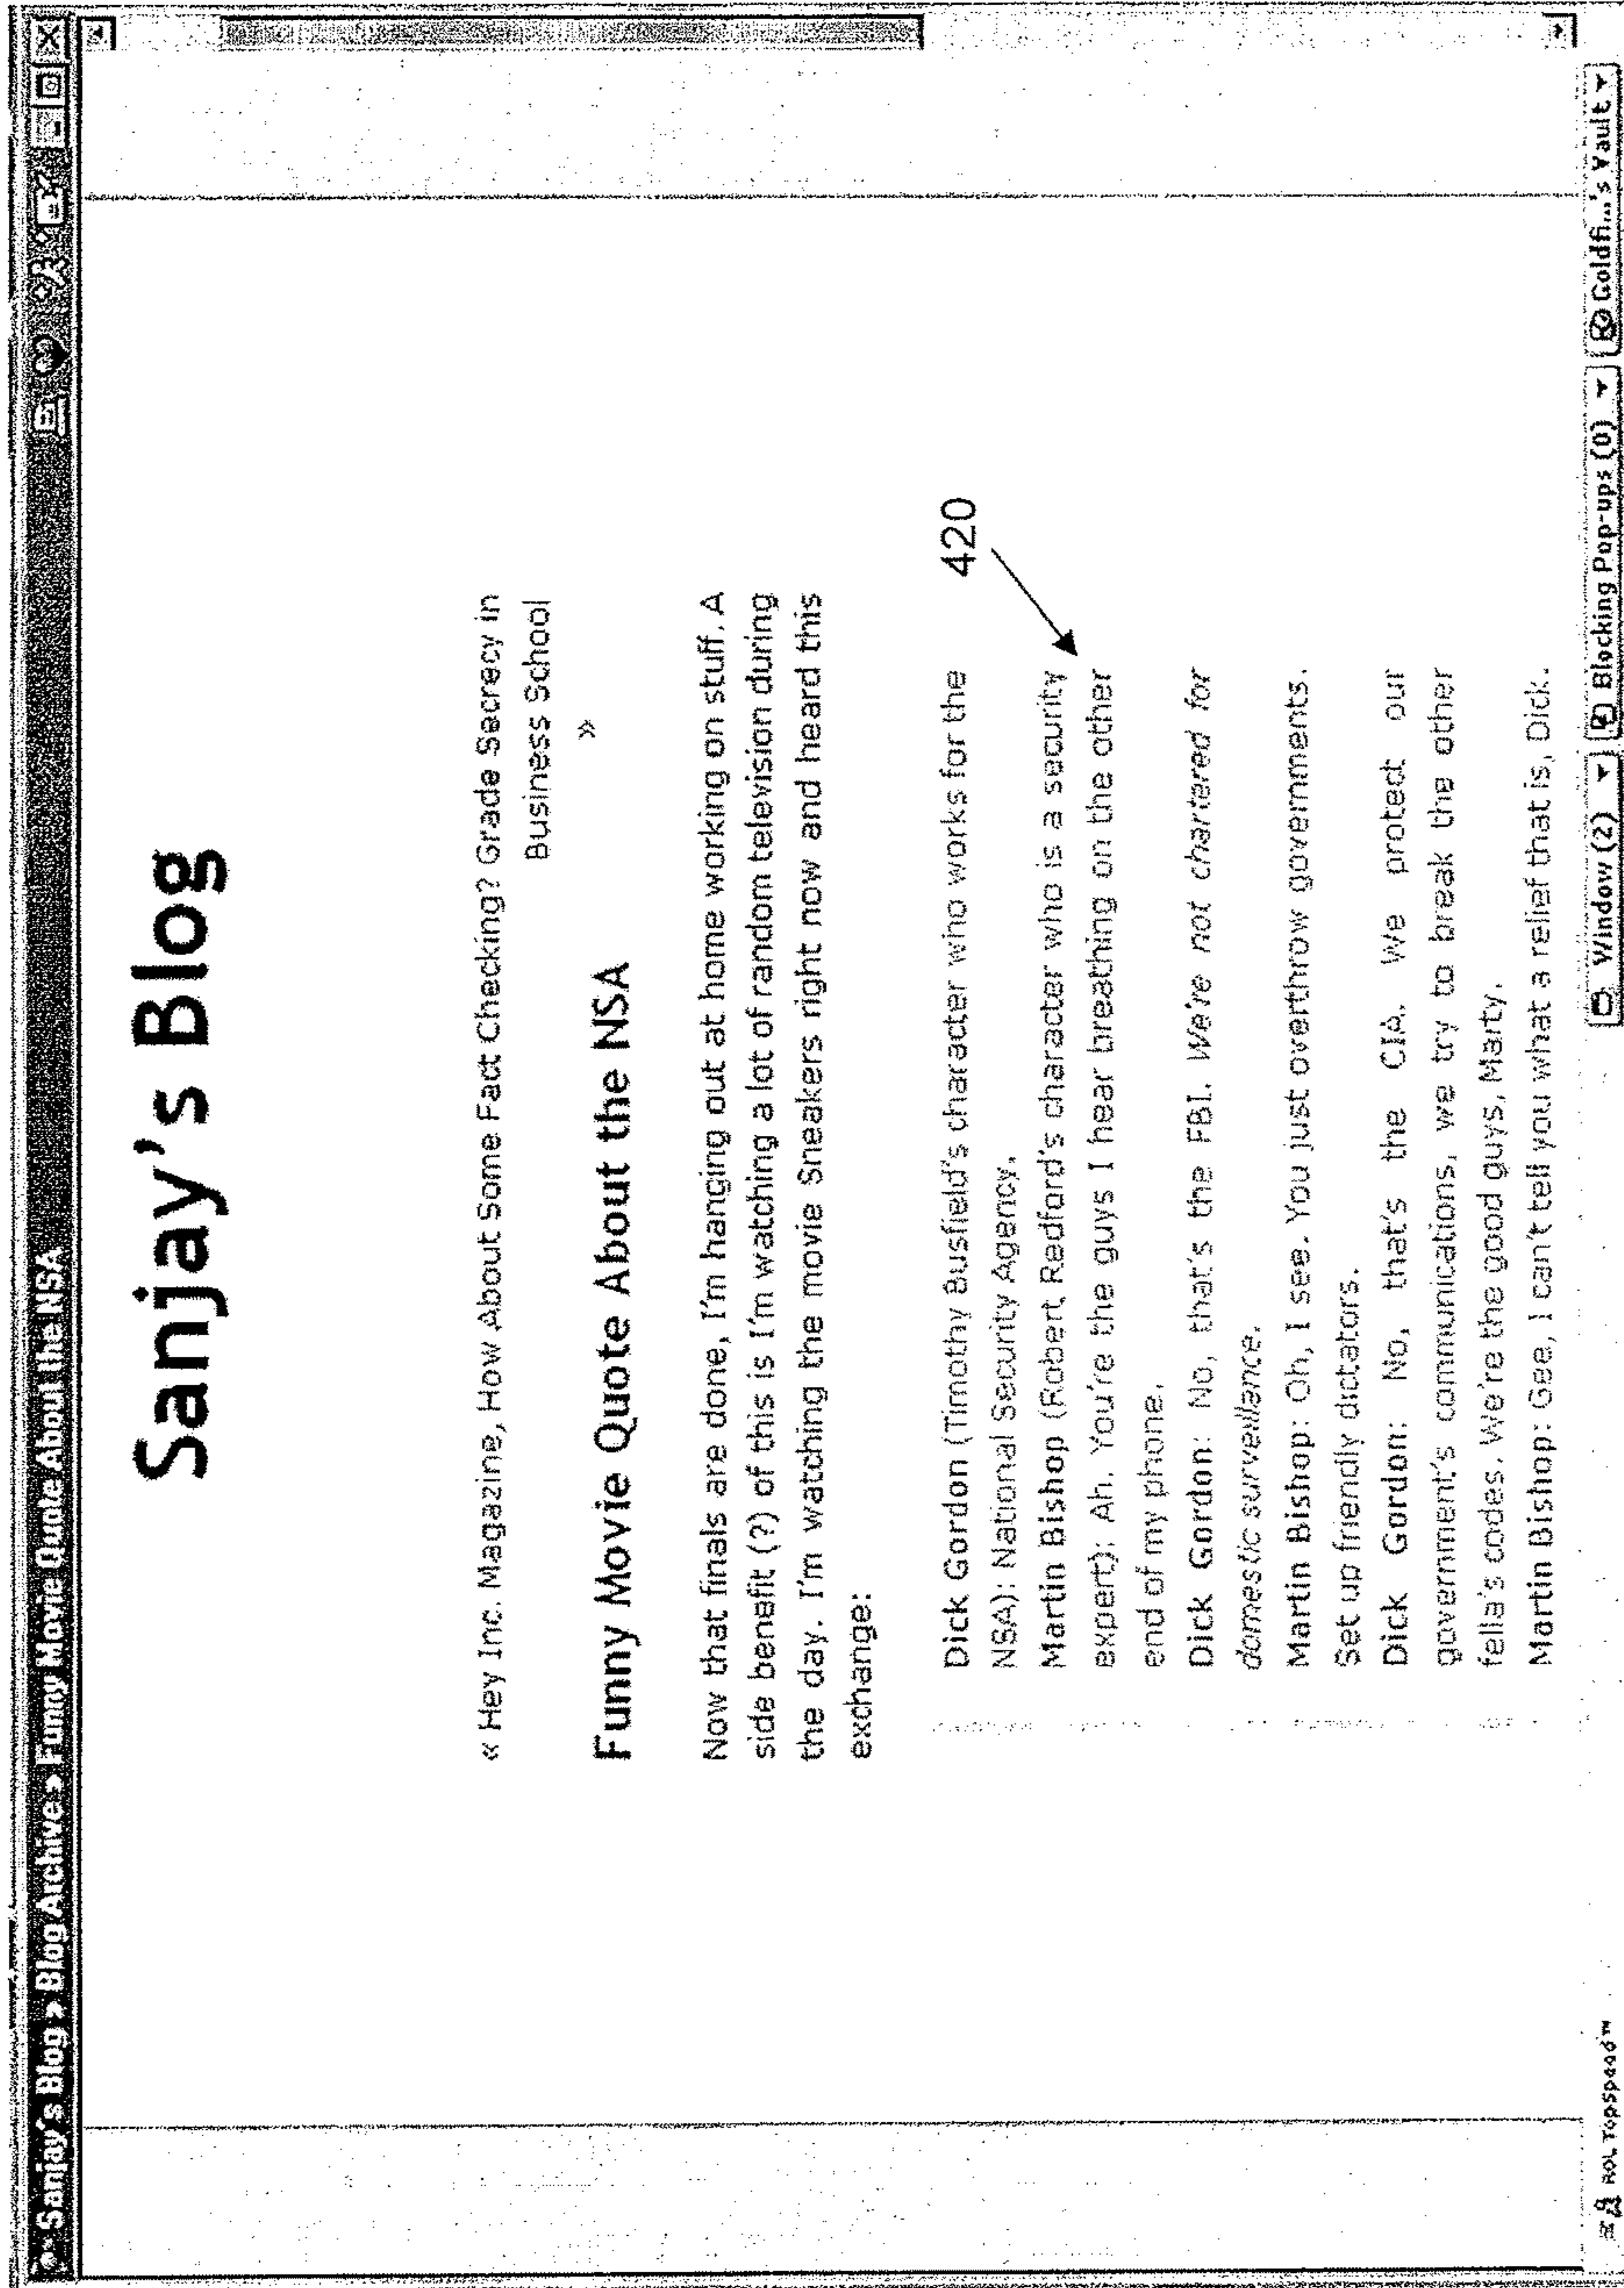 Sanjay's Blog > Blog Archive > Funny Movie Quote About the NSA
Sanjay's Blog
« Hey Inc. Magazine, How About Some Fact Checking? Grade Secrecy in
Business School
»
Funny Movie Quote About the NSA
Now that finals are done, I'm hanging out at home working on stuff. A
side benefit (?) of this is I'm watching a lot of random television during
the day. I'm watching the movie Sneakers right now and heard this
exchange:
420
Dick Gordon (Timothy Busfield's character who works for the
NSA): National Security Agency.
Martin Bishop (Robert Redford's character who is a security
expert): Ah. You're the guys I hear breathing on the other
end of my phone.
Dick Gordon: No, that's the FBI. We're not chartered for
domestic surveillance.
Martin Bishop: Oh, I see. You just overthrow governments.
Set up friendly dictators.
Dick Gordon: No, that's the CIA. We protect our
government's communications, we try to break the other
fella's codes. We're the good guys, Marty.
Martin Bishop: Gee, I can't tell you what a relief that is, Dick.
AOL TopSpeed™ Window (2) Blocking Pop-ups (0) Goldfi...'s Vault